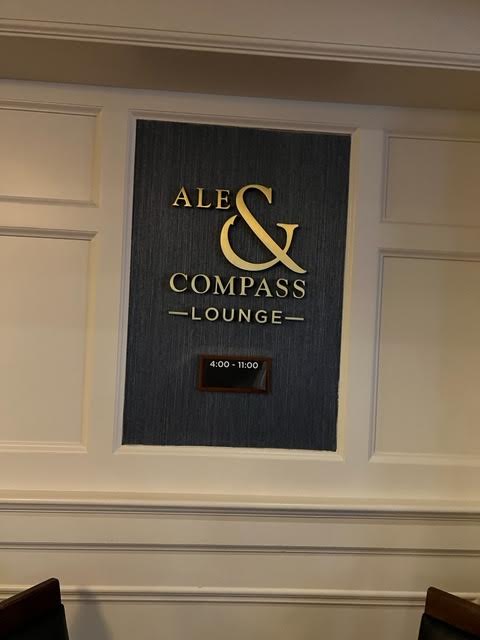 ALE &
COMPASS
—LOUNGE—
4:00 - 11:00